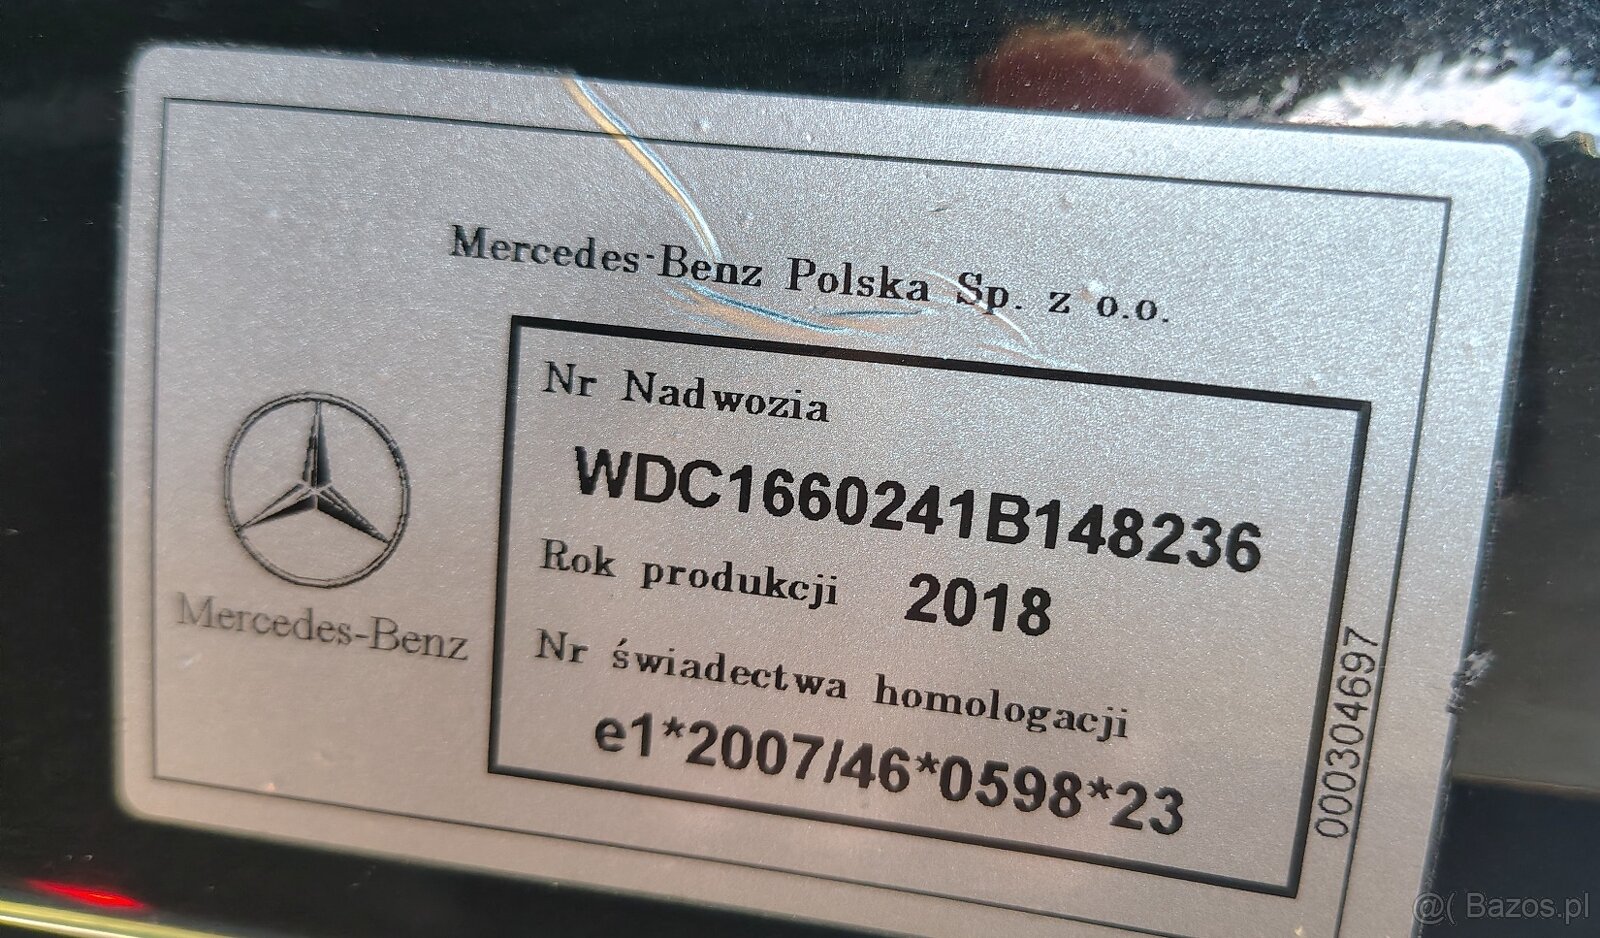 Mercedes-Benz Polska Sp. z o.o.
Nr Nadwozia
WDC1660241B148236
Rok produkcji 2018
Nr świadectwa homologacji
e1*2007/46*0598*23
Mercedes-Benz
000304697
@( Bazos.pl